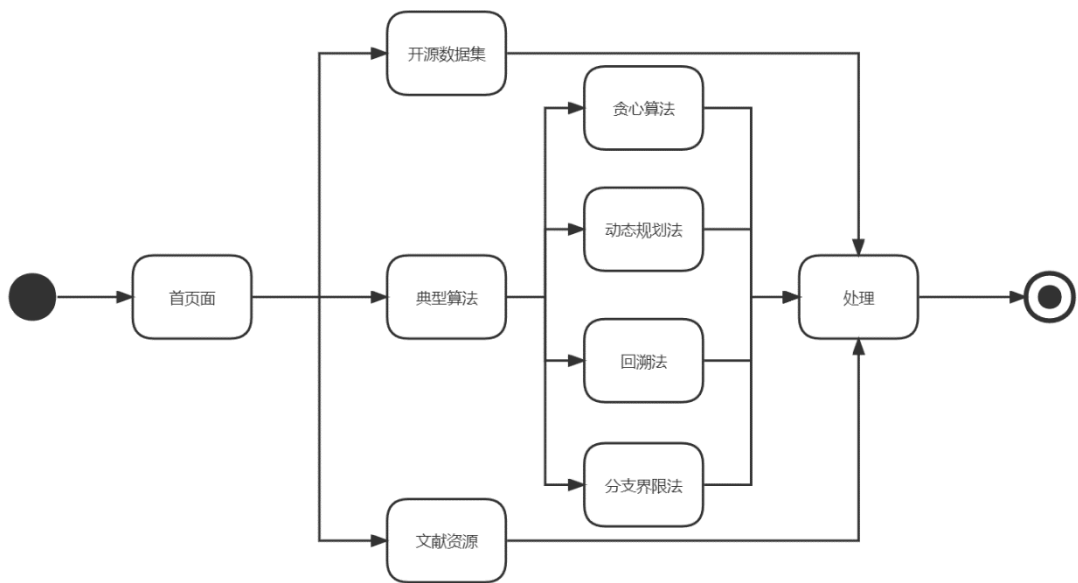 开源数据集
贪心算法
动态规划法
首页面
典型算法
处理
回溯法
分支界限法
文献资源